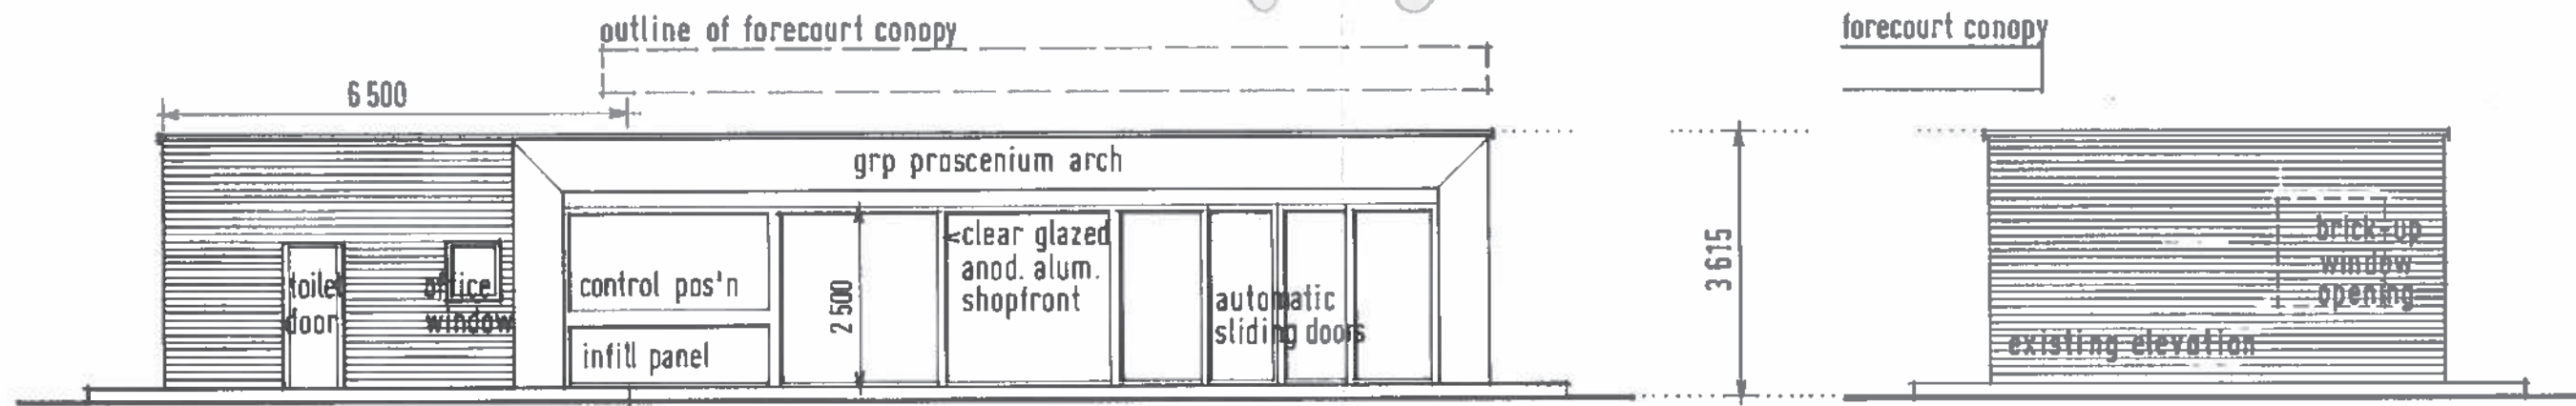 outline of forecourt conopy
forecourt conopy
6 500
grp proscenium arch
toilet
door
office
window
control pos'n
infill panel
2 500
<clear glazed
anod. alum.
shopfront
automatic
sliding doors
3 615
brick-up
window
opening
existing elevation